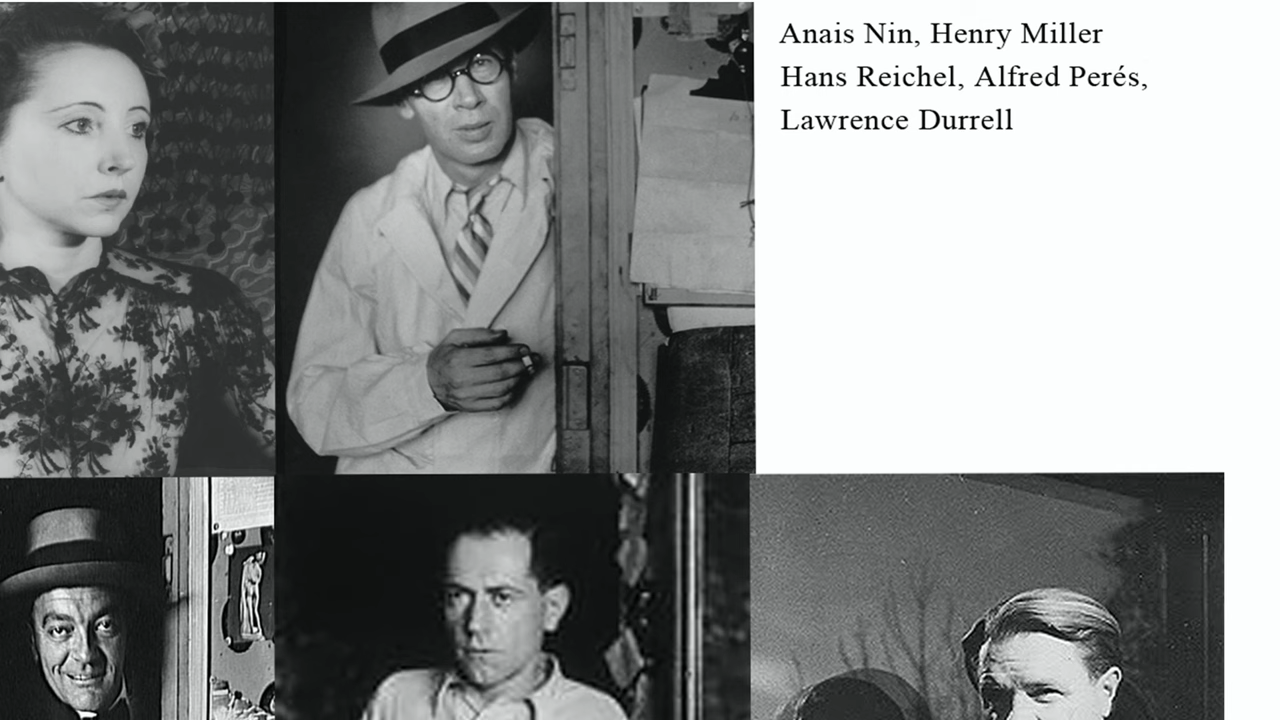 Anais Nin, Henry Miller
Hans Reichel, Alfred Perés,
Lawrence Durrell